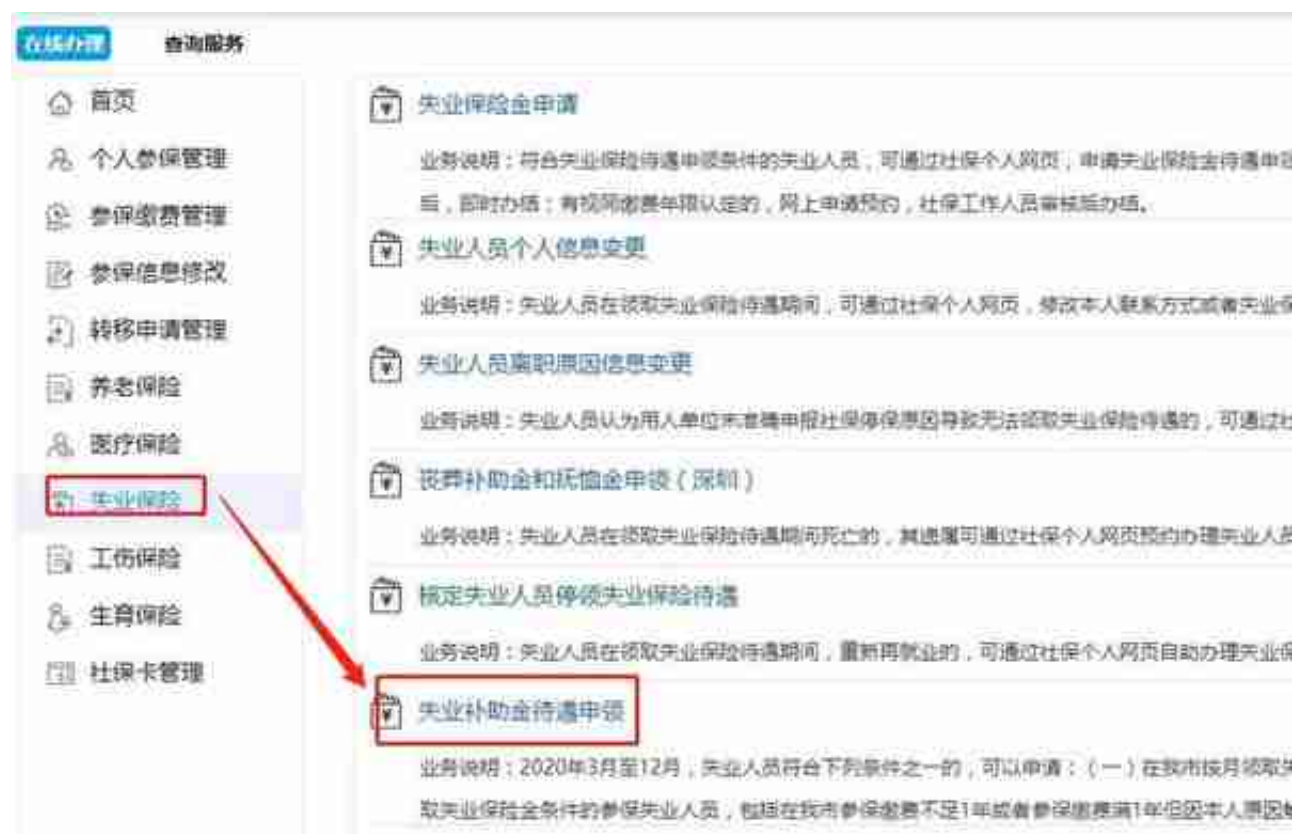 在线办理 查询服务
首页
个人参保管理
参保缴费管理
参保信息修改
转移申请管理
养老保险
医疗保险
失业保险
工伤保险
生育保险
社保卡管理
失业保险金申请
业务说明：符合失业保险待遇申领条件的失业人员，可通过社保个人网页，申请失业保险金待遇申领
后，即时办结；有视同缴费年限认定的，网上申请预约，社保工作人员审核后办结。
失业人员个人信息变更
业务说明：失业人员在领取失业保险待遇期间，可通过社保个人网页，修改本人联系方式或者失业保
失业人员离职原因信息变更
业务说明：失业人员认为用人单位未准确申报社保停保原因导致无法领取失业保险待遇的，可通过社
丧葬补助金和抚恤金申领（深圳）
业务说明：失业人员在领取失业保险待遇期间死亡的，其遗属可通过社保个人网页预约办理失业人员
核定失业人员停领失业保险待遇
业务说明：失业人员在领取失业保险待遇期间，重新再就业的，可通过社保个人网页自助办理失业保
失业补助金待遇申领
业务说明：2020年3月至12月，失业人员符合下列条件之一的，可以申请：（一）在我市按月领取失
取失业保险金条件的参保失业人员，包括在我市参保缴费不足1年或者参保缴费满1年但因本人原因